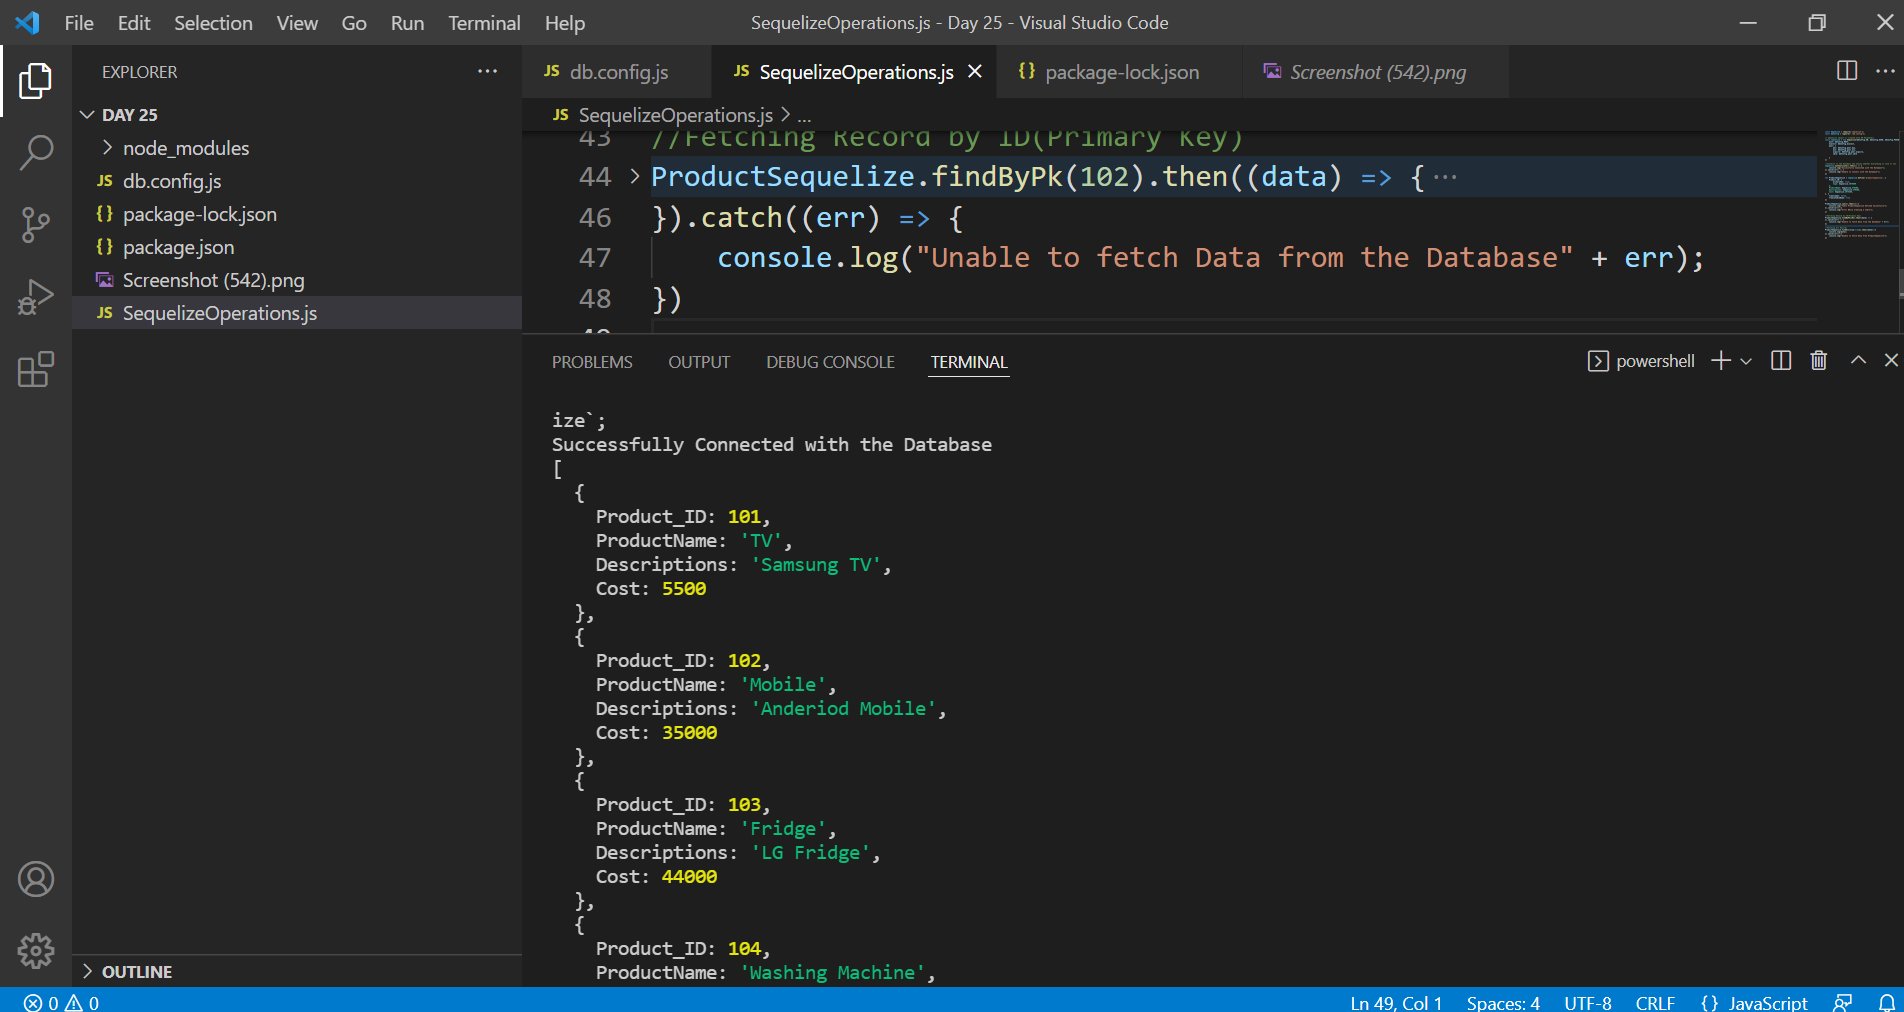 File Edit Selection View Go Run Terminal Help SequelizeOperations.js - Day 25 - Visual Studio Code
EXPLORER
DAY 25
node_modules
JS db.config.js
{} package-lock.json
{} package.json
Screenshot (542).png
JS SequelizeOperations.js
OUTLINE
JS db.config.js JS SequelizeOperations.js {} package-lock.json Screenshot (542).png
JS SequelizeOperations.js > ...
43 //Fetching Record by ID(Primary Key)
44 ProductSequelize.findByPk(102).then((data) => {...
46 }).catch((err) => {
47 console.log("Unable to fetch Data from the Database" + err);
48 })
49
PROBLEMS OUTPUT DEBUG CONSOLE TERMINAL powershell
ize`;
Successfully Connected with the Database
[
{
Product_ID: 101,
ProductName: 'TV',
Descriptions: 'Samsung TV',
Cost: 5500
},
{
Product_ID: 102,
ProductName: 'Mobile',
Descriptions: 'Anderiod Mobile',
Cost: 35000
},
{
Product_ID: 103,
ProductName: 'Fridge',
Descriptions: 'LG Fridge',
Cost: 44000
},
{
Product_ID: 104,
ProductName: 'Washing Machine',
0 0 Ln 49, Col 1 Spaces: 4 UTF-8 CRLF {} JavaScript